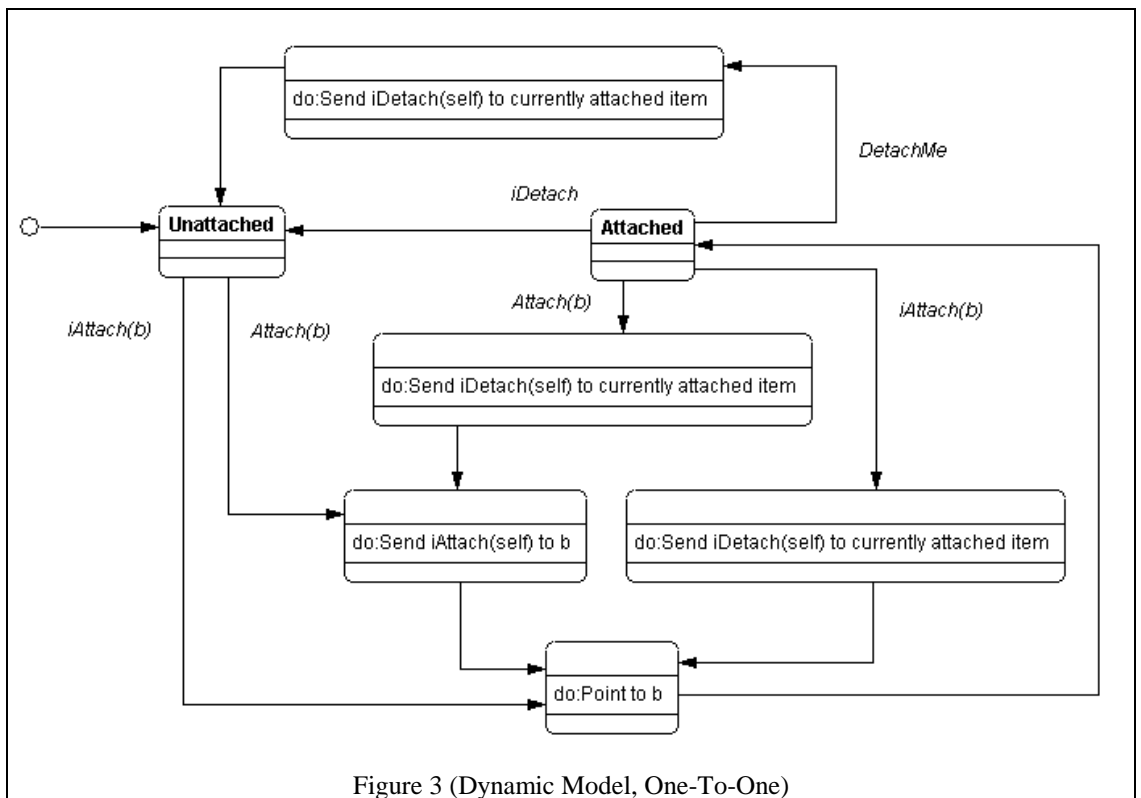 do:Send iDetach(self) to currently attached item
DetachMe
iDetach
Unattached
Attached
iAttach(b)
Attach(b)
Attach(b)
iAttach(b)
do:Send iDetach(self) to currently attached item
do:Send iAttach(self) to b
do:Send iDetach(self) to currently attached item
do:Point to b
Figure 3 (Dynamic Model, One-To-One)